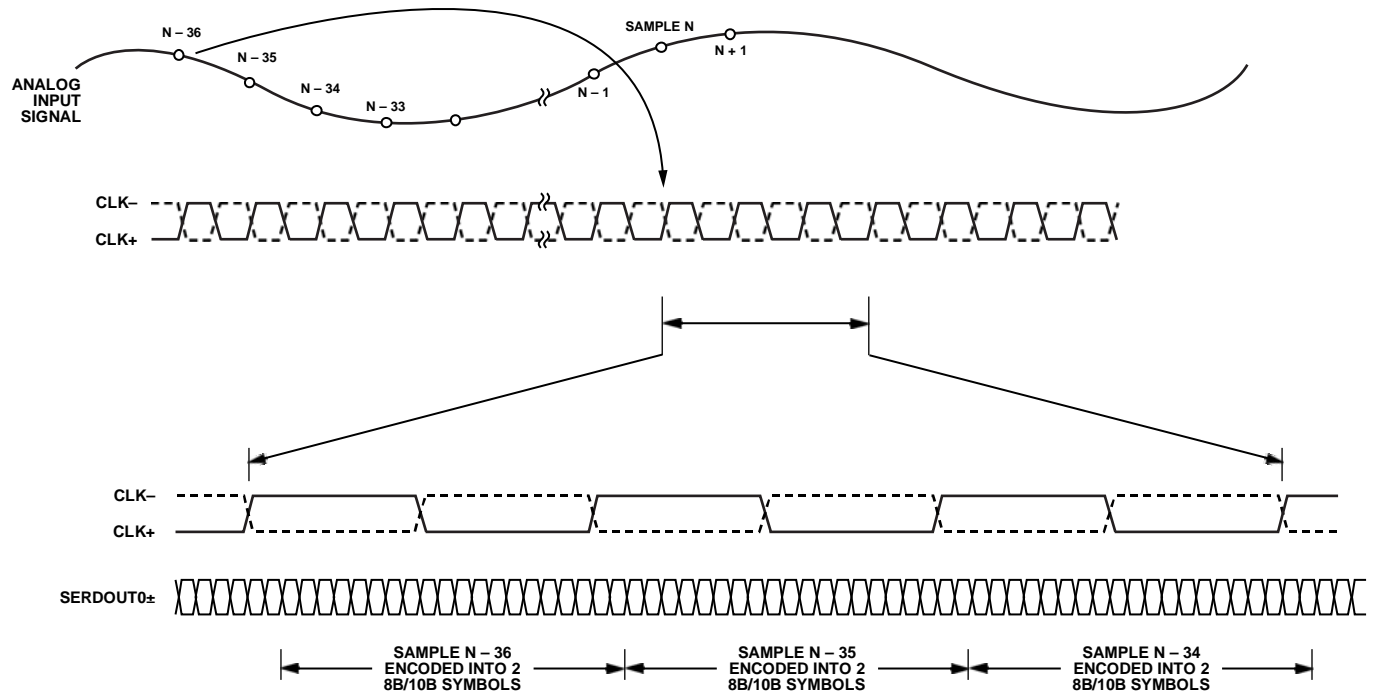 N – 36
N – 35
N – 34
N – 33
SAMPLE N
N + 1
N – 1
ANALOG
INPUT
SIGNAL
CLK–
CLK+
CLK–
CLK+
SERDOUT0±
SAMPLE N – 36
ENCODED INTO 2
8B/10B SYMBOLS
SAMPLE N – 35
ENCODED INTO 2
8B/10B SYMBOLS
SAMPLE N – 34
ENCODED INTO 2
8B/10B SYMBOLS